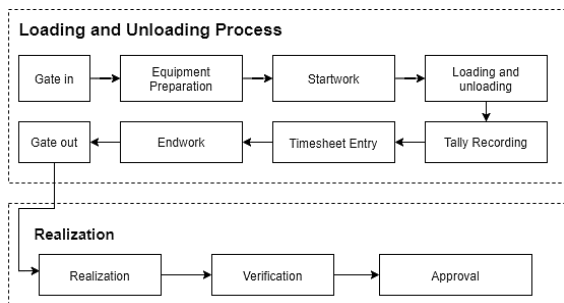 Loading and Unloading Process
Gate in
Equipment
Preparation
Startwork
Loading and
unloading
Gate out
Endwork
Timesheet Entry
Tally Recording
Realization
Realization
Verification
Approval